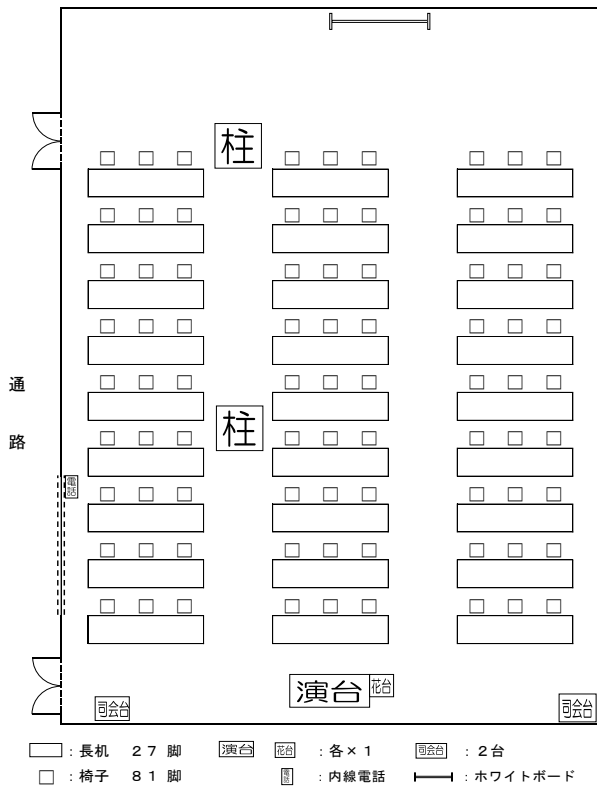 柱
通
路
柱
電話
演台 花台
司会台 司会台
: 長机 ２７ 脚 演台 花台 : 各×１ 司会台 : ２台
: 椅子 ８１ 脚 電話 : 内線電話 : ホワイトボード